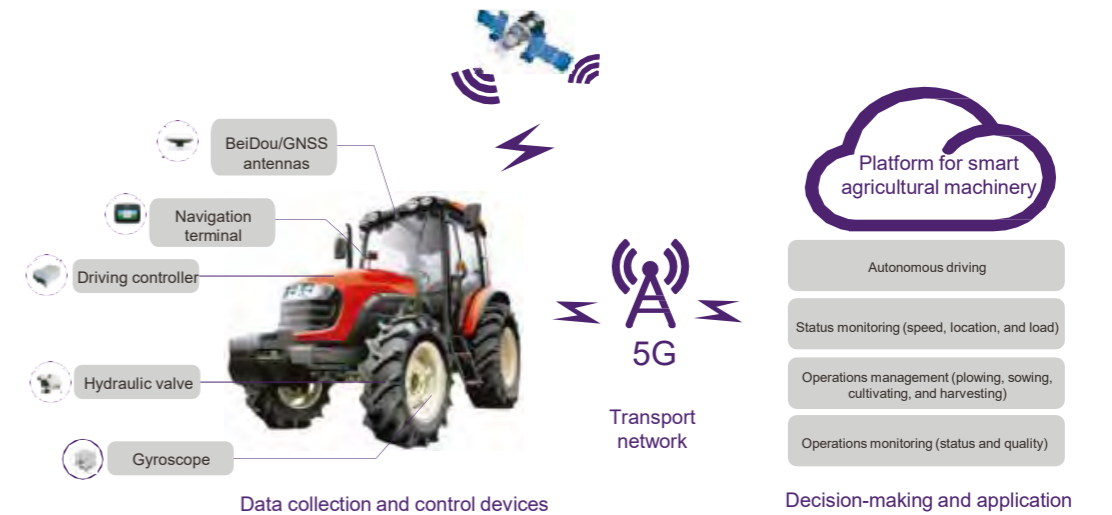 BeiDou/GNSS
antennas
Navigation
terminal
Driving controller
Hydraulic valve
Gyroscope
Data collection and control devices
5G
Transport
network
Platform for smart
agricultural machinery
Autonomous driving
Status monitoring (speed, location, and load)
Operations management (plowing, sowing,
cultivating, and harvesting)
Operations monitoring (status and quality)
Decision-making and application